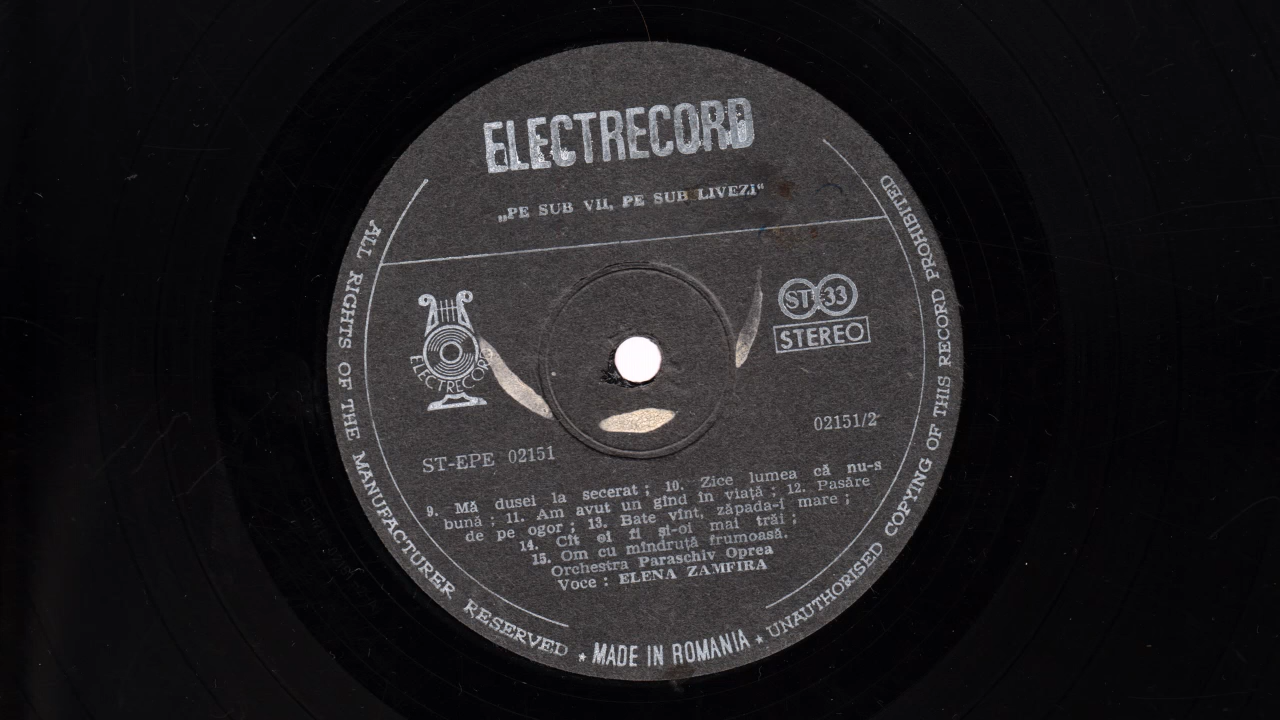 ELECTRECORD
„PE SUB VII, PE SUB LIVEZI“
ST-33
STEREO
ELECTRECORD
02151/2
ST-EPE 02151
9. Mă dusei la secerat ; 10. Zice lumea că nu-s
bună ; 11. Am avut un gînd în viață ; 12. Pasăre
de pe ogor ; 13. Bate vînt, zăpada-i mare ;
14. Cît oi fi și-oi mai trăi ;
15. Om cu mîndruță frumoasă.
Orchestra Paraschiv Oprea
Voce : ELENA ZAMFIRA
ALL RIGHTS OF THE MANUFACTURER RESERVED ★ MADE IN ROMANIA ★ UNAUTHORISED COPYING OF THIS RECORD PROHIBITED